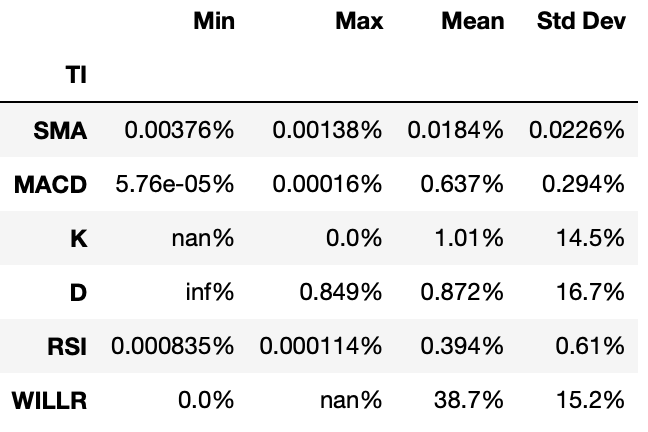 Min Max Mean Std Dev
TI
SMA 0.00376% 0.00138% 0.0184% 0.0226%
MACD 5.76e-05% 0.00016% 0.637% 0.294%
K nan% 0.0% 1.01% 14.5%
D inf% 0.849% 0.872% 16.7%
RSI 0.000835% 0.000114% 0.394% 0.61%
WILLR 0.0% nan% 38.7% 15.2%